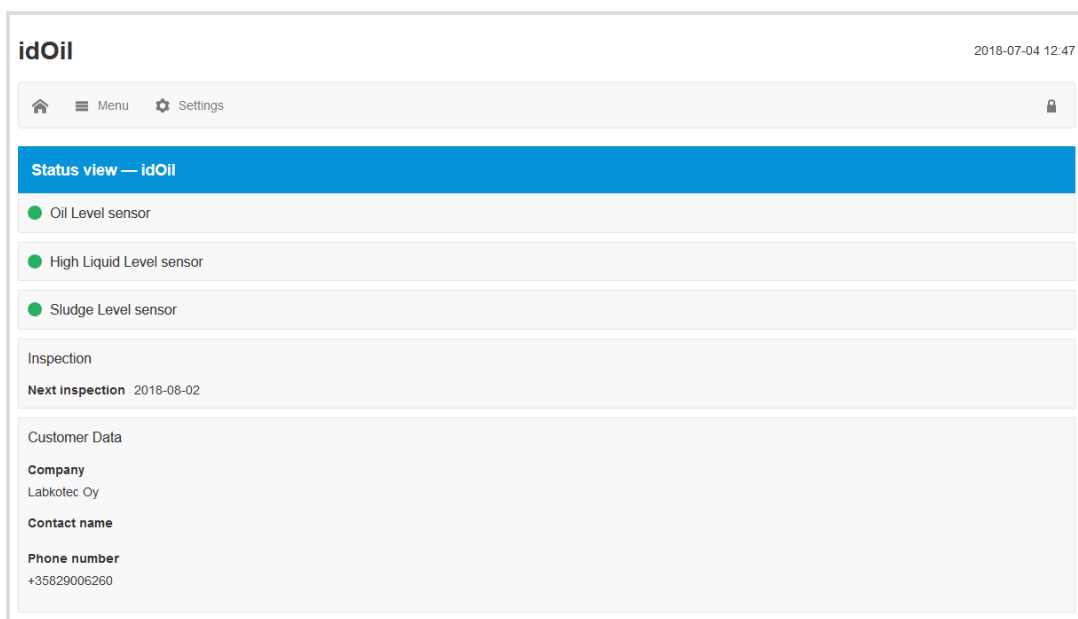 idOil
2018-07-04 12:47
Menu Settings
Status view — idOil
Oil Level sensor
High Liquid Level sensor
Sludge Level sensor
Inspection
Next inspection 2018-08-02
Customer Data
Company
Labkotec Oy
Contact name
Phone number
+35829006260